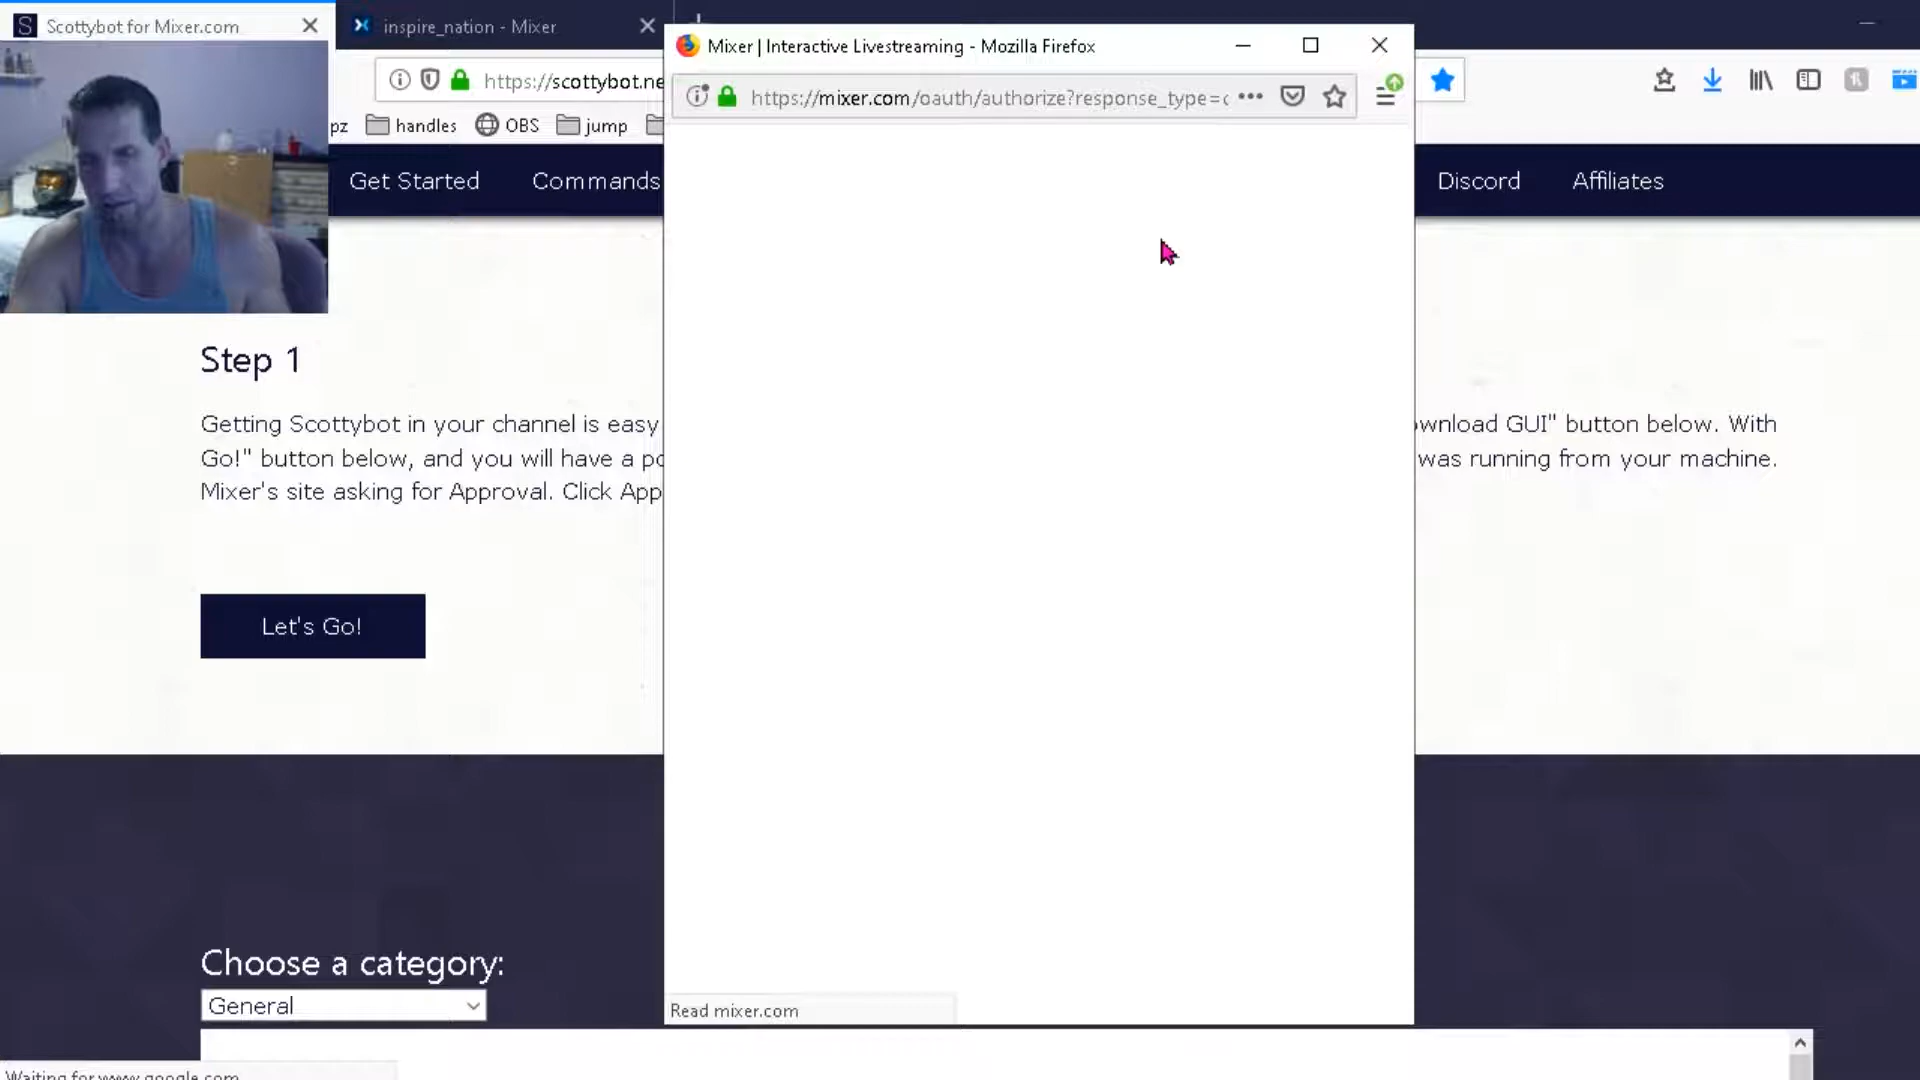 Scottybot for Mixer.com
inspire_nation - Mixer
Mixer | Interactive Livestreaming - Mozilla Firefox
https://scottybot.ne
https://mixer.com/oauth/authorize?response_type=c
pz
handles
OBS
jump
Get Started
Commands
Discord
Affiliates
Step 1
Getting Scottybot in your channel is easy
wnload GUI" button below. With
Go!" button below, and you will have a po
was running from your machine.
Mixer's site asking for Approval. Click App
Let's Go!
Choose a category:
General
Read mixer.com
Waiting for www.google.com